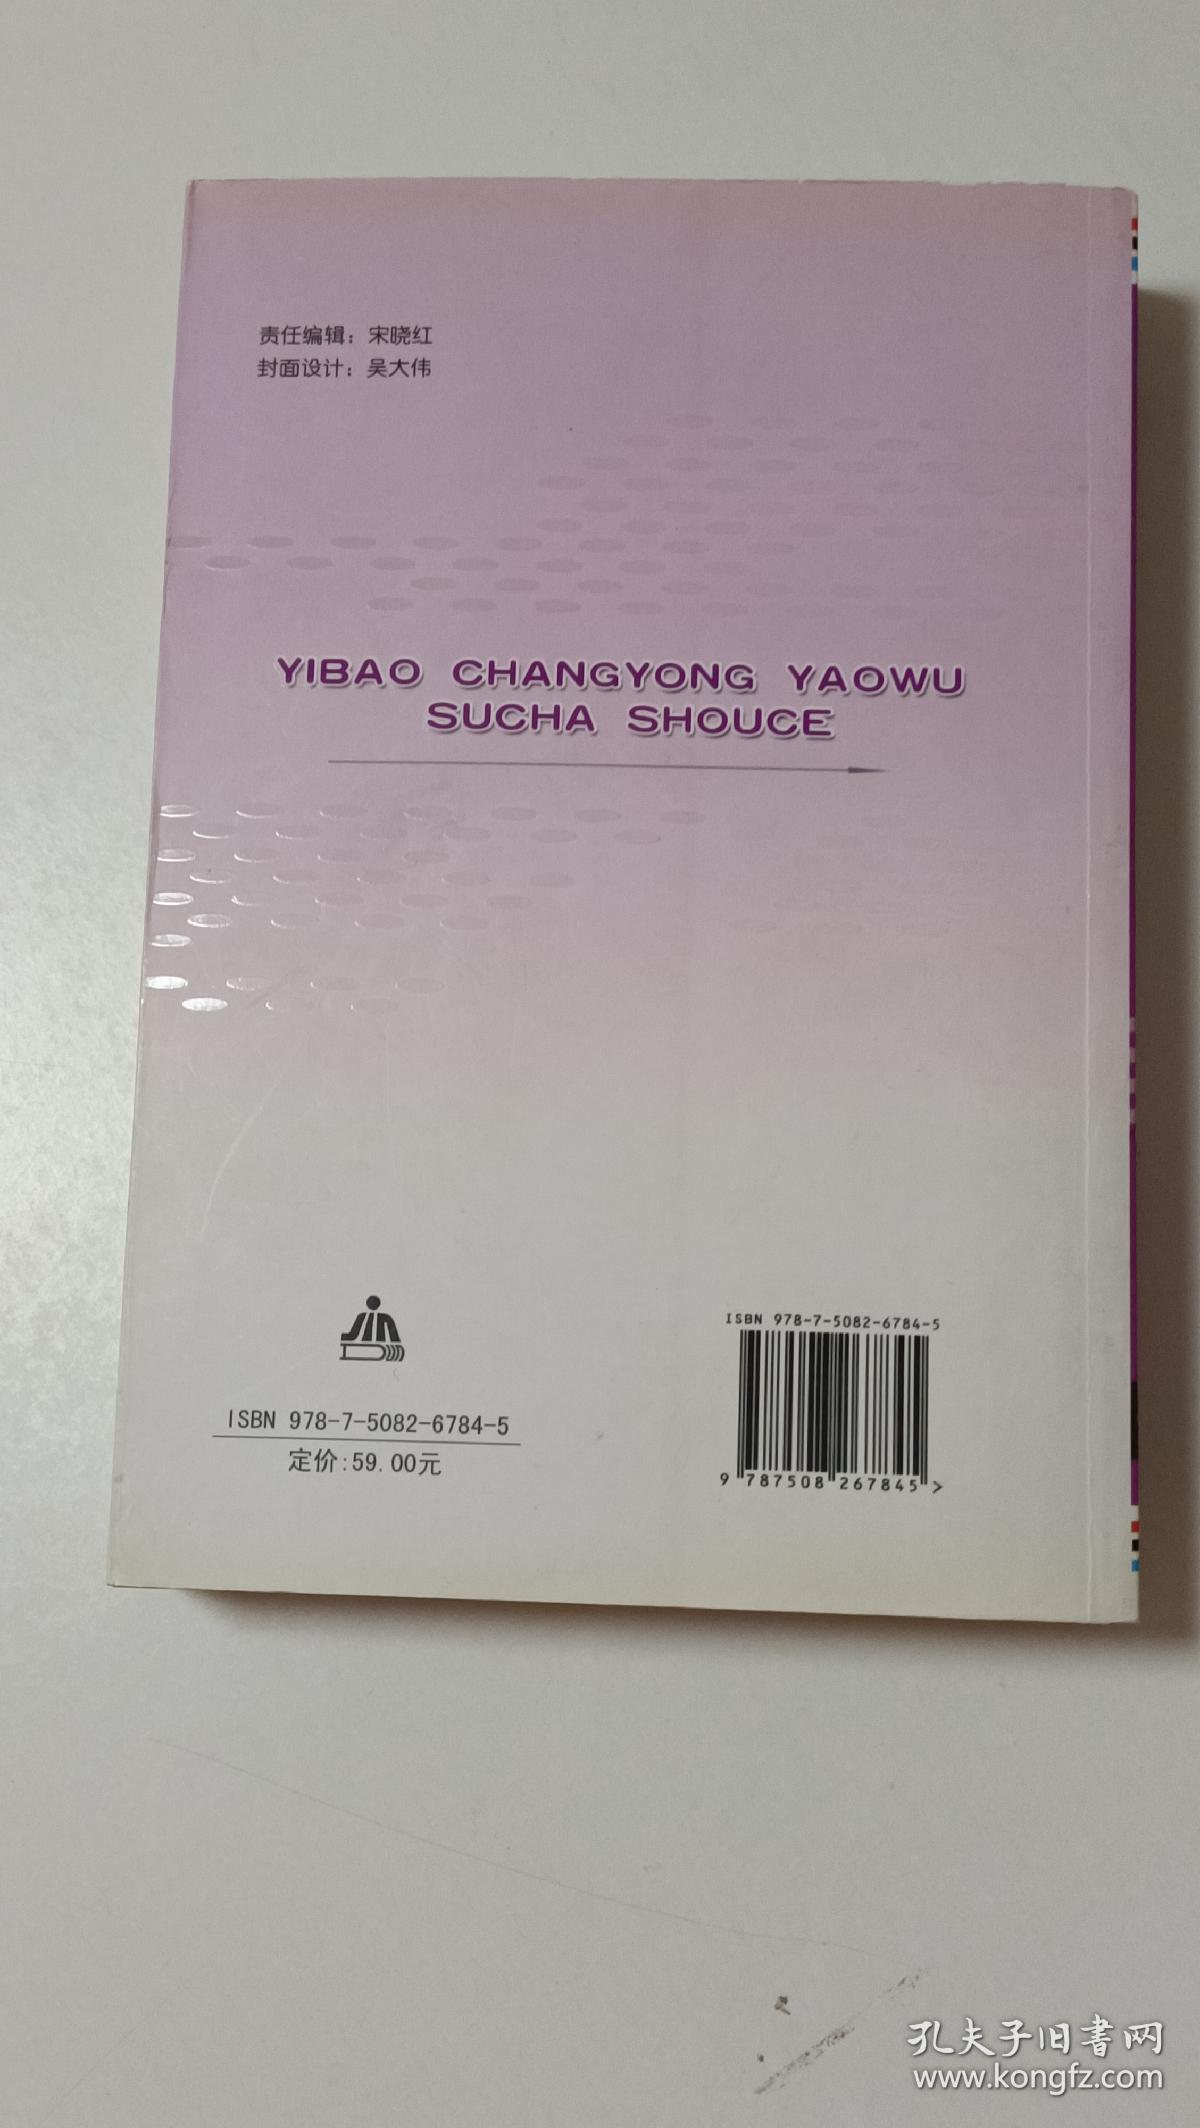 责任编辑：宋晓红
封面设计：吴大伟
YIBAO CHANGYONG YAOWU
SUCHA SHOUCE
ISBN 978-7-5082-6784-5
定价:59.00元
ISBN 978-7-5082-6784-5
9 787508 267845 >
孔夫子旧书网
www.kongfz.com